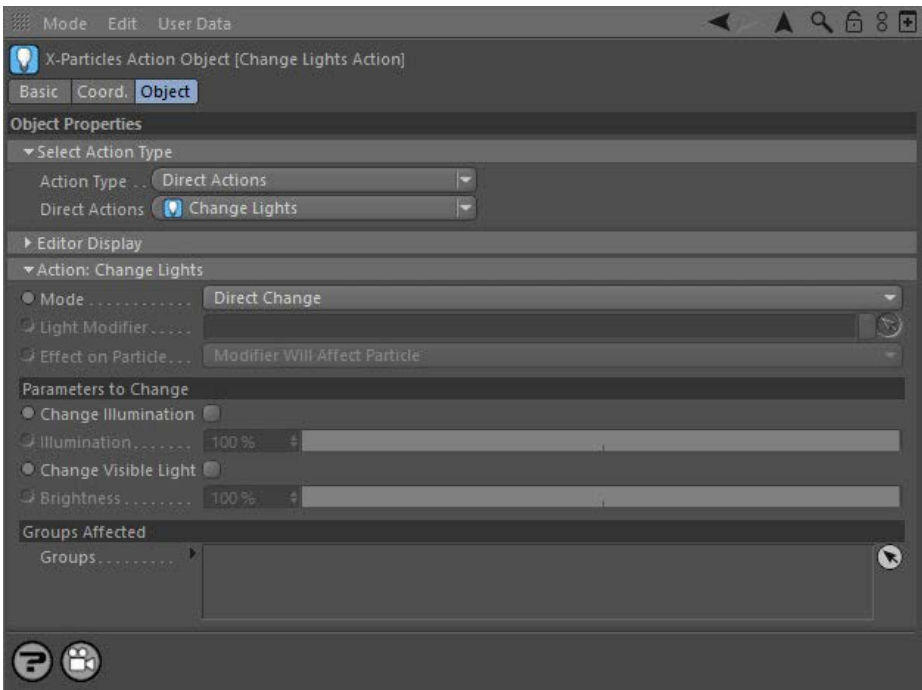 Mode Edit User Data
X-Particles Action Object [Change Lights Action]
Basic Coord. Object
Object Properties
Select Action Type
Action Type . . Direct Actions
Direct Actions Change Lights
Editor Display
Action: Change Lights
Mode . . . . . . . . . . . . Direct Change
Light Modifier . . . . .
Effect on Particle . . . Modifier Will Affect Particle
Parameters to Change
Change Illumination
Illumination . . . . . . . 100 %
Change Visible Light
Brightness . . . . . . . . 100 %
Groups Affected
Groups . . . . . . . . .